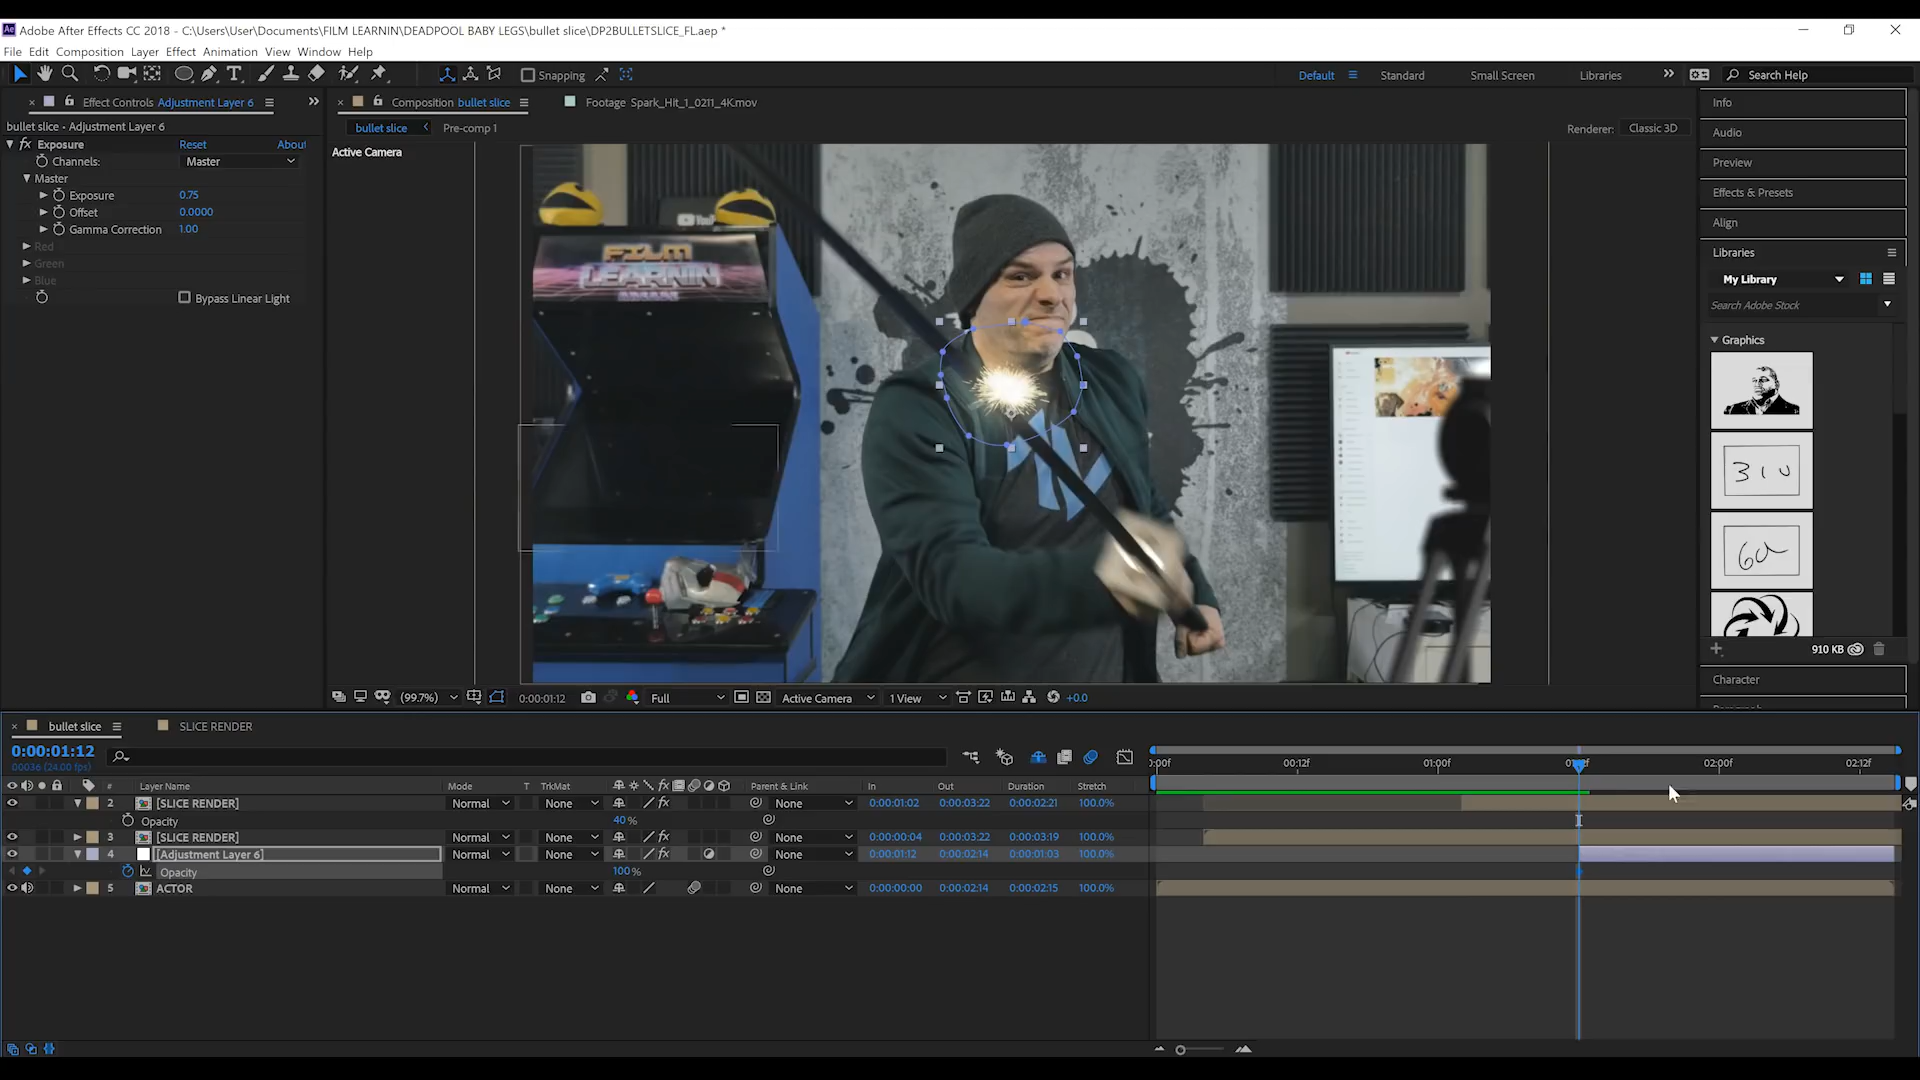 Adobe After Effects CC 2018 - C:\Users\User\Documents\FILM LEARNIN\DEADPOOL BABY LEGS\bullet slice\DP2BULLETSLICE_FL.aep *
File Edit Composition Layer Effect Animation View Window Help
Snapping
Default Standard Small Screen Libraries Search Help
Effect Controls Adjustment Layer 6
Composition bullet slice
Footage Spark_Hit_1_0211_4K.mov
bullet slice Pre-comp 1
Renderer: Classic 3D
bullet slice - Adjustment Layer 6
Exposure Reset About
Channels: Master
Master
Exposure 0.75
Offset 0.0000
Gamma Correction 1.00
Red
Green
Blue
Bypass Linear Light
Active Camera
FILM
LEARNIN
ARCADE
Info
Audio
Preview
Effects & Presets
Align
Libraries
My Library
Search Adobe Stock
Graphics
910 KB
Character
(99.7%) 0:00:01:12 Full Active Camera 1 View +0.0
bullet slice SLICE RENDER
0:00:01:12
00036 (24.00 fps)
:00f 00:12f 01:00f 02:00f 02:12f
# Layer Name Mode T TrkMat Parent & Link In Out Duration Stretch
2 [SLICE RENDER] Normal None None 0:00:01:02 0:00:03:22 0:00:02:21 100.0%
Opacity 40 %
3 [SLICE RENDER] Normal None None 0:00:00:04 0:00:03:22 0:00:03:19 100.0%
4 [Adjustment Layer 6] Normal None None 0:00:01:12 0:00:02:14 0:00:01:03 100.0%
Opacity 100 %
5 ACTOR Normal None None 0:00:00:00 0:00:02:14 0:00:02:15 100.0%